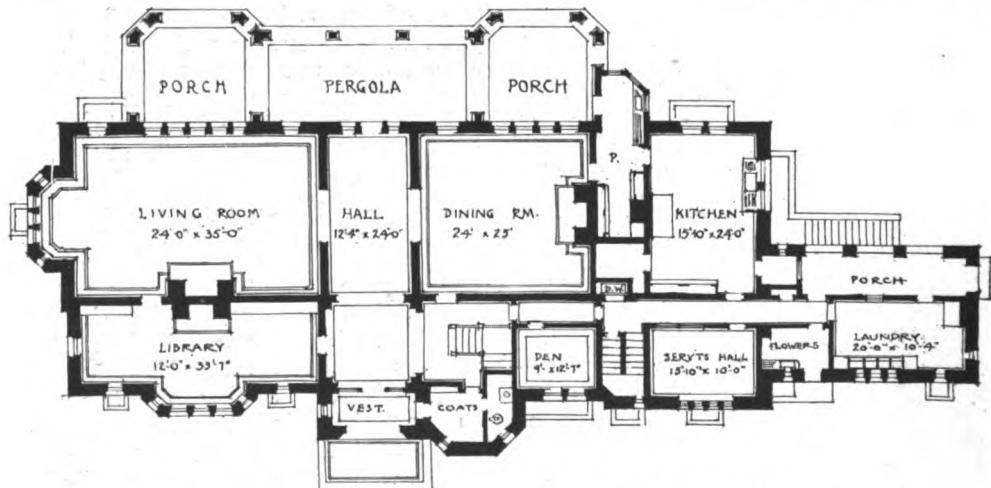 PORCH
PERGOLA
PORCH
P.
LIVING ROOM
24'-0" x 35'-0"
HALL
12'-4" x 24'-0"
DINING RM.
24' x 25'
KITCHEN
15'-10" x 24'-0"
D.W.
PORCH
LIBRARY
12'-0" x 33'-7"
DEN
9'- x 12'-7"
SERVTS HALL
15'-10" x 10'-0"
FLOWERS
LAUNDRY
20'-0" x 10'-4"
VEST.
COATS